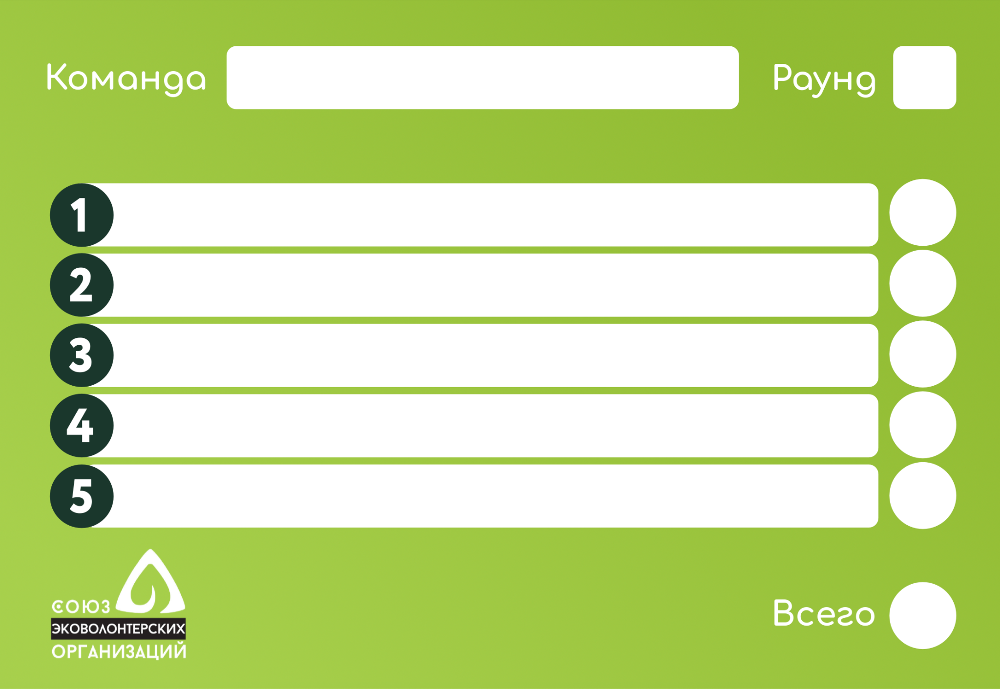 Команда
Раунд
1
2
3
4
5
СОЮЗ
ЭКОВОЛОНТЕРСКИХ
ОРГАНИЗАЦИЙ
Всего